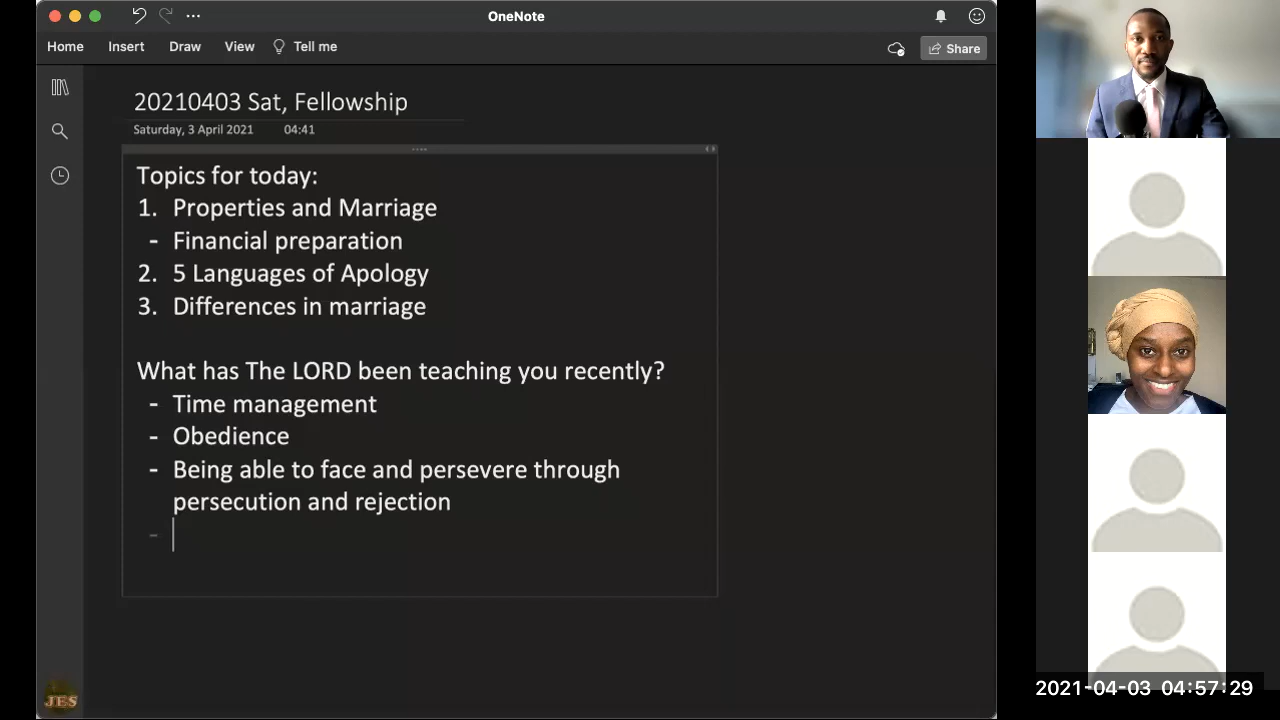 OneNote
Home Insert Draw View Tell me Share
20210403 Sat, Fellowship
Saturday, 3 April 2021 04:41
Topics for today:
1. Properties and Marriage
- Financial preparation
2. 5 Languages of Apology
3. Differences in marriage
What has The LORD been teaching you recently?
- Time management
- Obedience
- Being able to face and persevere through
persecution and rejection
-
JES
2021-04-03 04:57:29